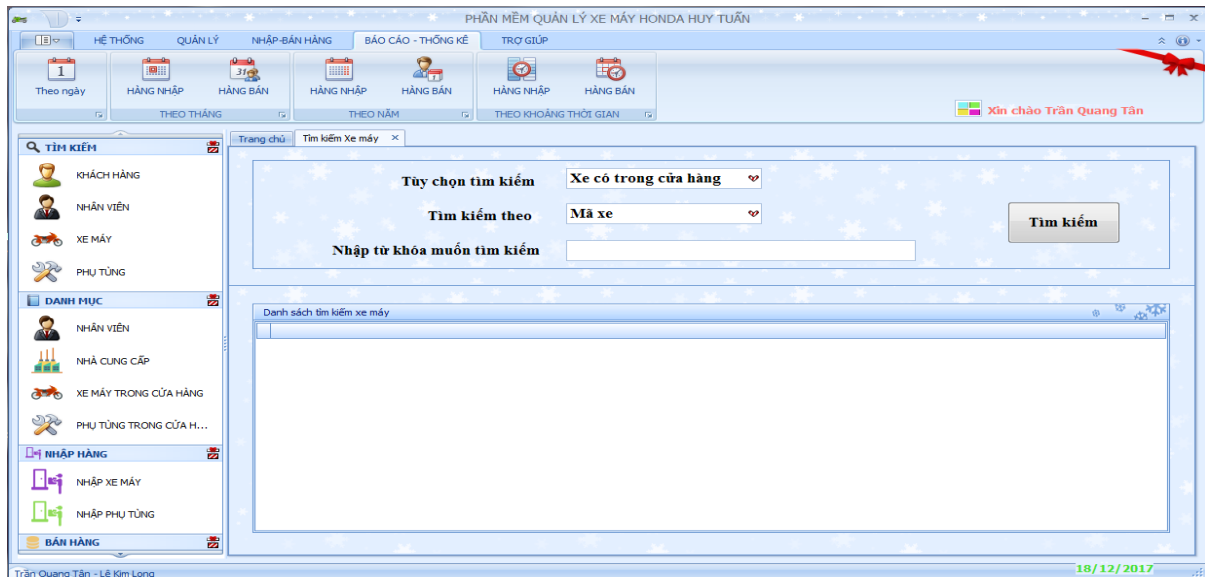 PHẦN MỀM QUẢN LÝ XE MÁY HONDA HUY TUẤN
HỆ THỐNG QUẢN LÝ NHẬP-BÁN HÀNG BÁO CÁO - THỐNG KÊ TRỢ GIÚP
1 31
Theo ngày HÀNG NHẬP HÀNG BÁN HÀNG NHẬP HÀNG BÁN HÀNG NHẬP HÀNG BÁN
THEO THÁNG THEO NĂM THEO KHOẢNG THỜI GIAN
Xin chào Trần Quang Tân
TÌM KIẾM
KHÁCH HÀNG
NHÂN VIÊN
XE MÁY
PHỤ TÙNG
DANH MỤC
NHÂN VIÊN
NHÀ CUNG CẤP
XE MÁY TRONG CỬA HÀNG
PHỤ TÙNG TRONG CỬA H...
NHẬP HÀNG
NHẬP XE MÁY
NHẬP PHỤ TÙNG
BÁN HÀNG
Trang chủ Tìm kiếm Xe máy
Tùy chọn tìm kiếm Xe có trong cửa hàng
Tìm kiếm theo Mã xe
Tìm kiếm
Nhập từ khóa muốn tìm kiếm
Danh sách tìm kiếm xe máy
Trần Quang Tân - Lê Kim Long
18/12/2017